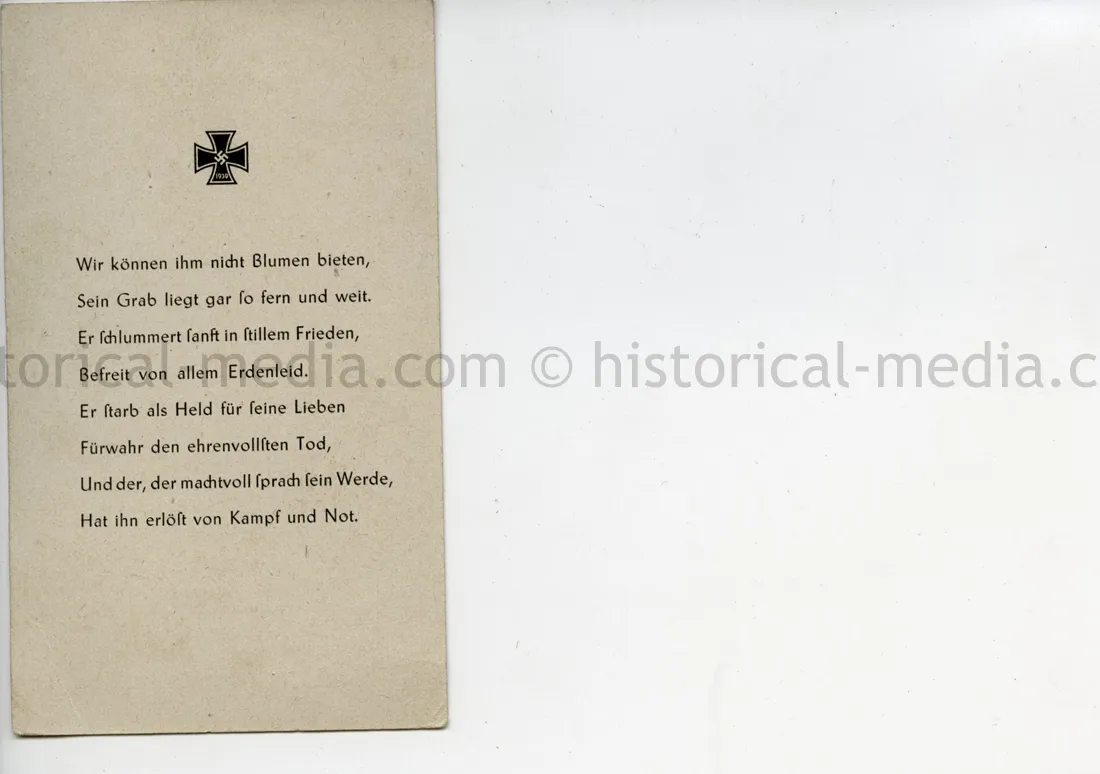 1939
Wir können ihm nicht Blumen bieten,
Sein Grab liegt gar ſo fern und weit.
Er ſchlummert ſanft in ſtillem Frieden,
Befreit von allem Erdenleid.
Er ſtarb als Held für ſeine Lieben
Fürwahr den ehrenvollſten Tod,
Und der, der machtvoll ſprach ſein Werde,
Hat ihn erlöſt von Kampf und Not.
torical-media.com © historical-media.c